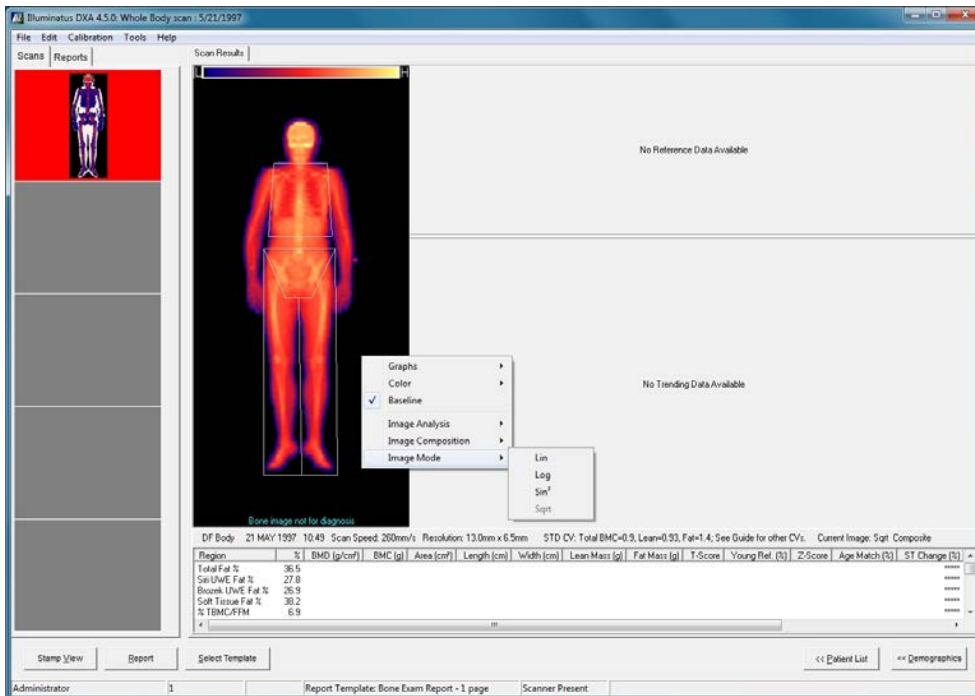 Illuminatus DXA 4.5.0: Whole Body scan : 5/21/1997
File Edit Calibration Tools Help
Scans Reports
Scan Results
L H
No Reference Data Available
No Trending Data Available
Graphs
Color
Baseline
Image Analysis
Image Composition
Image Mode
Lin
Log
Sin²
Sqrt
Bone image not for diagnosis
DF Body 21 MAY 1997 10:49 Scan Speed: 260mm/s Resolution: 13.0mm x 6.5mm STD CV: Total BMC=0.9, Lean=0.93, Fat=1.4; See Guide for other CVs. Current Image: Sqrt Composite
Region % BMD (g/cm²) BMC (g) Area (cm²) Length (cm) Width (cm) Lean Mass (g) Fat Mass (g) T-Score Young Ref. (%) Z-Score Age Match (%) ST Change (%)
Total Fat % 36.5 *****
Siri UWE Fat % 27.8 *****
Brozek UWE Fat % 26.9 *****
Soft Tissue Fat % 38.2 *****
% TBMC/FFM 6.9 *****
Stamp View Report Select Template << Patient List << Demographics
Administrator 1 Report Template: Bone Exam Report - 1 page Scanner Present